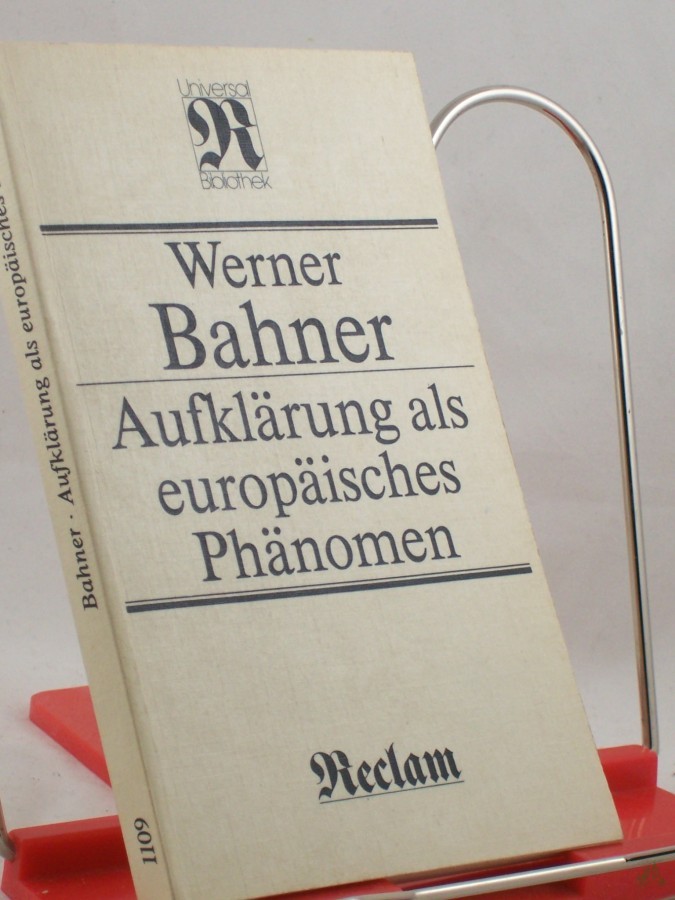 Universal
R
Bibliothek
Werner
Bahner
Aufklärung als
europäisches
Phänomen
Reclam
Bahner · Aufklärung als europäisches
1109